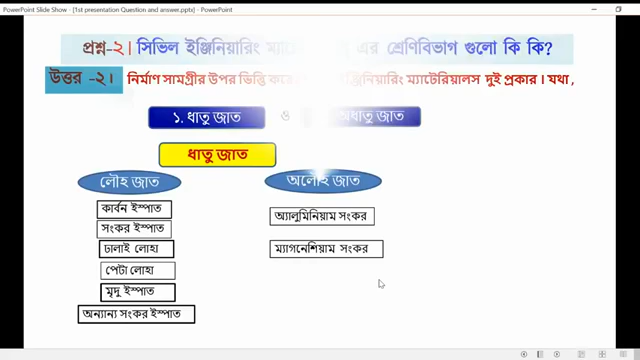 PowerPoint Slide Show - [1st presentation Question and answer.pptx] - PowerPoint
প্রশ্ন-২। সিভিল ইঞ্জিনিয়ারিং এর শ্রেণিবিভাগ গুলো কি কি?
উত্তর -২। নির্মাণ সামগ্রীর উপর ভিত্তি ম্যাটেরিয়ালস দুই প্রকার। যথা,
১. ধাতু জাত ও অধাতু জাত
ধাতু জাত
লৌহ জাত অলৌহ জাত
কার্বন ইস্পাত
অ্যালুমিনিয়াম সংকর
সংকর ইস্পাত
ঢালাই লোহা ম্যাগনেশিয়াম সংকর
পেটা লোহা
মৃদু ইস্পাত
অন্যান্য সংকর ইস্পাত